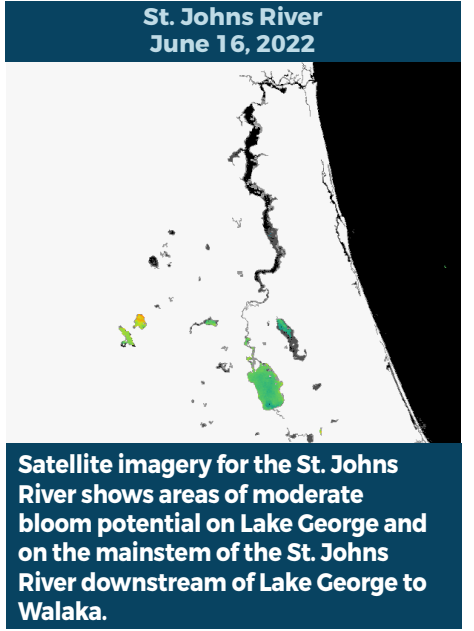 St. Johns River
June 16, 2022
Satellite imagery for the St. Johns
River shows areas of moderate
bloom potential on Lake George and
on the mainstem of the St. Johns
River downstream of Lake George to
Walaka.